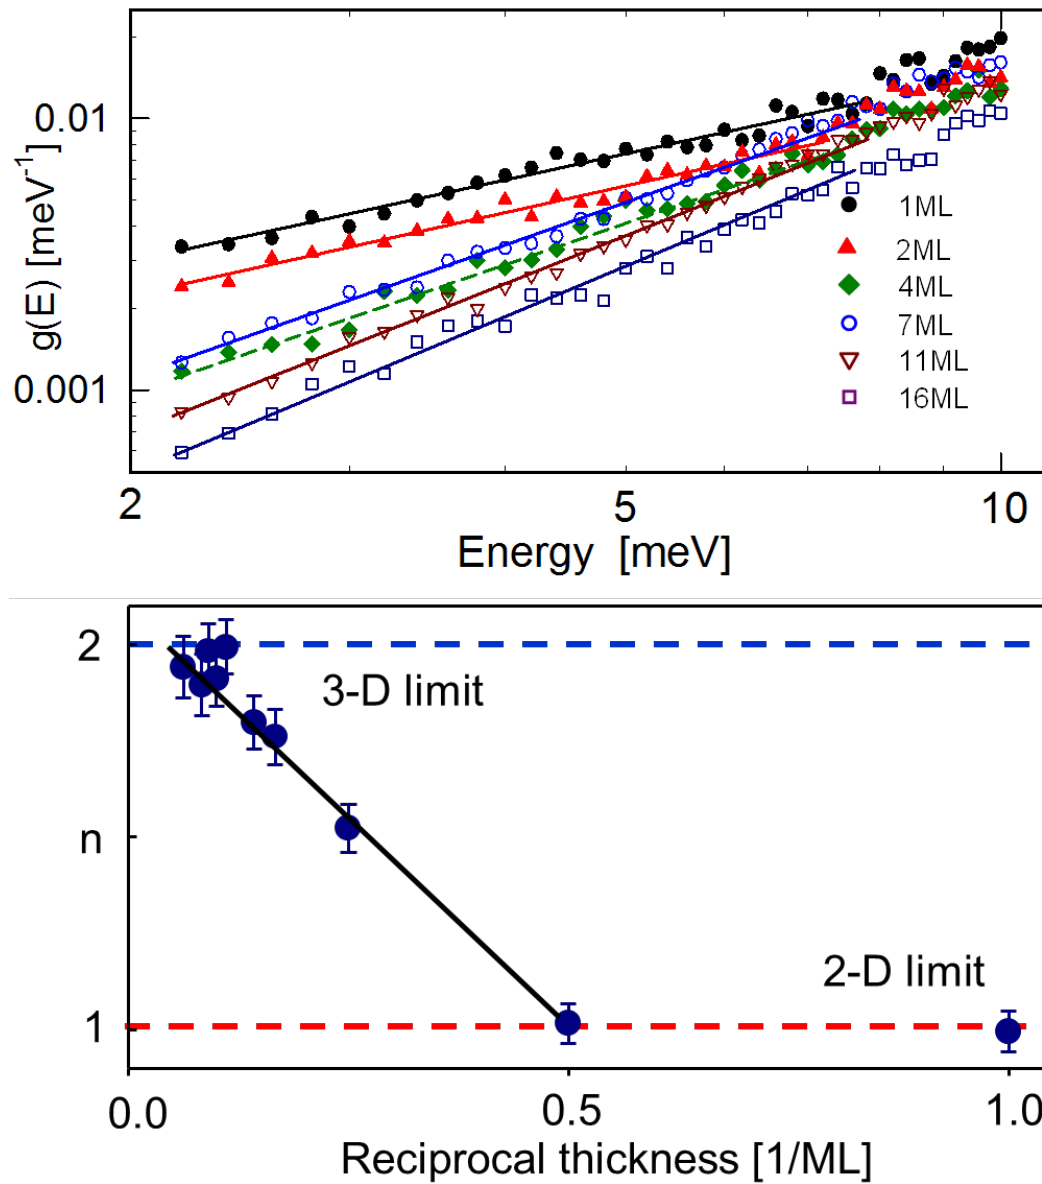 0.01
g(E) [meV⁻¹]
0.001
1ML
2ML
4ML
7ML
11ML
16ML
2
5
10
Energy [meV]
2
3-D limit
n
2-D limit
1
0.0
0.5
1.0
Reciprocal thickness [1/ML]